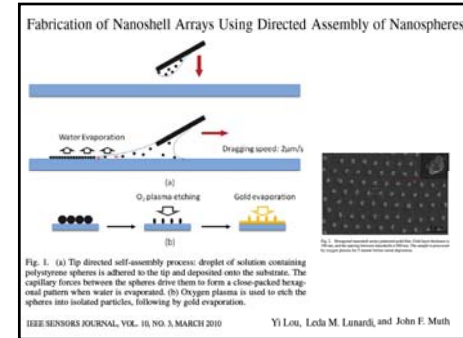 Fabrication of Nanoshell Arrays Using Directed Assembly of Nanospheres
Water Evaporation
Dragging speed: 2μm/s
(a)
O₂ plasma etching
Gold evaporation
(b)
Fig. 1. (a) Tip directed self-assembly process: droplet of solution containing
polystyrene spheres is adhered to the tip and deposited onto the substrate. The
capillary forces between the spheres drive them to form a close-packed hexag-
onal pattern when water is evaporated. (b) Oxygen plasma is used to etch the
spheres into isolated particles, following by gold evaporation.
IEEE SENSORS JOURNAL, VOL. 10, NO. 3, MARCH 2010
Yi Lou, Leda M. Lunardi, and John F. Muth